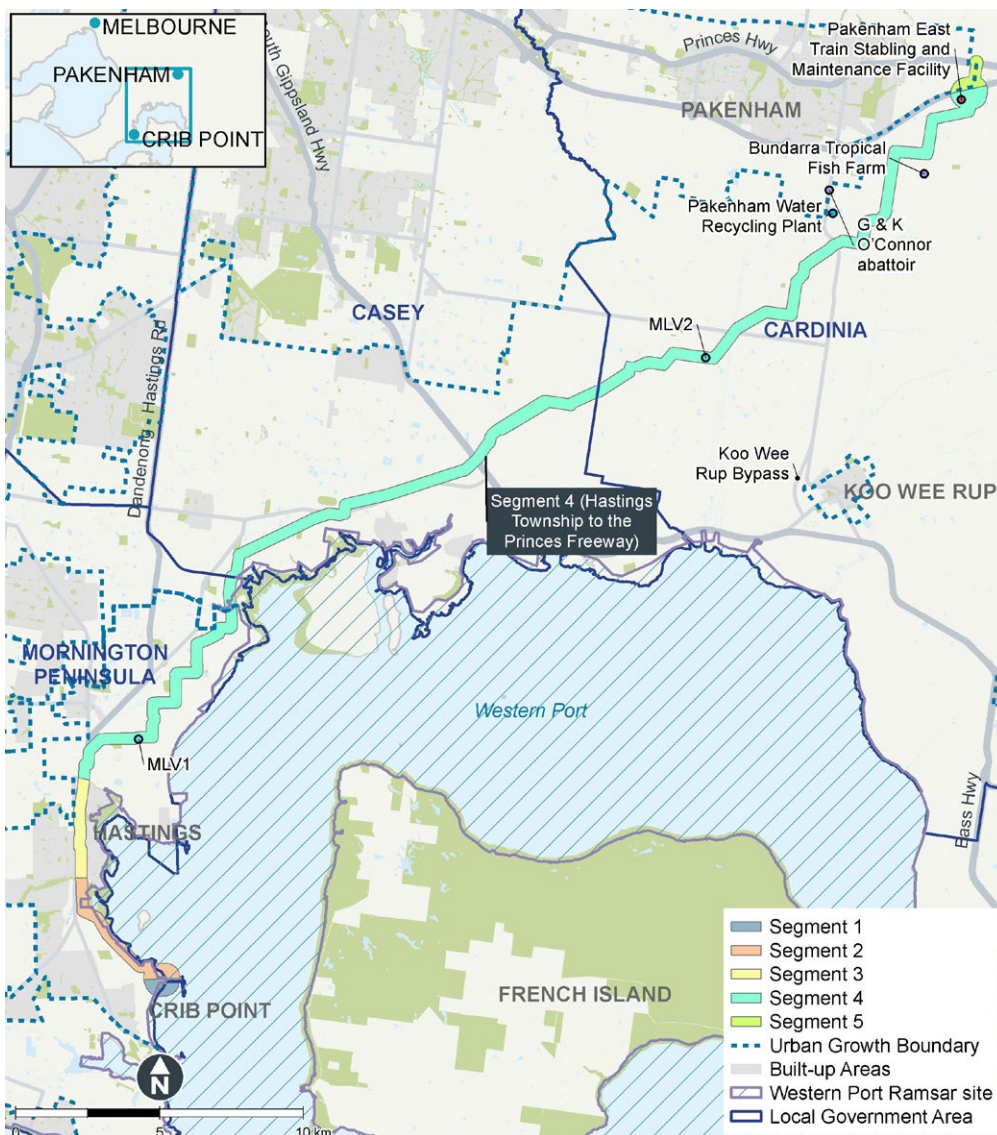 MELBOURNE
PAKENHAM
CRIB POINT
South Gippsland Hwy
Princes Hwy
Pakenham East
Train Stabling and
Maintenance Facility
PAKENHAM
Bundarra Tropical
Fish Farm
Pakenham Water
Recycling Plant
G & K
O'Connor
abattoir
CASEY
Dandenong - Hastings Rd
MLV2
CARDINIA
Koo Wee
Rup Bypass
KOO WEE RUP
Segment 4 (Hastings
Township to the
Princes Freeway)
MORNINGTON
PENINSULA
Western Port
MLV1
Bass Hwy
HASTINGS
FRENCH ISLAND
CRIB POINT
N
0 5 10 km
Segment 1
Segment 2
Segment 3
Segment 4
Segment 5
Urban Growth Boundary
Built-up Areas
Western Port Ramsar site
Local Government Area